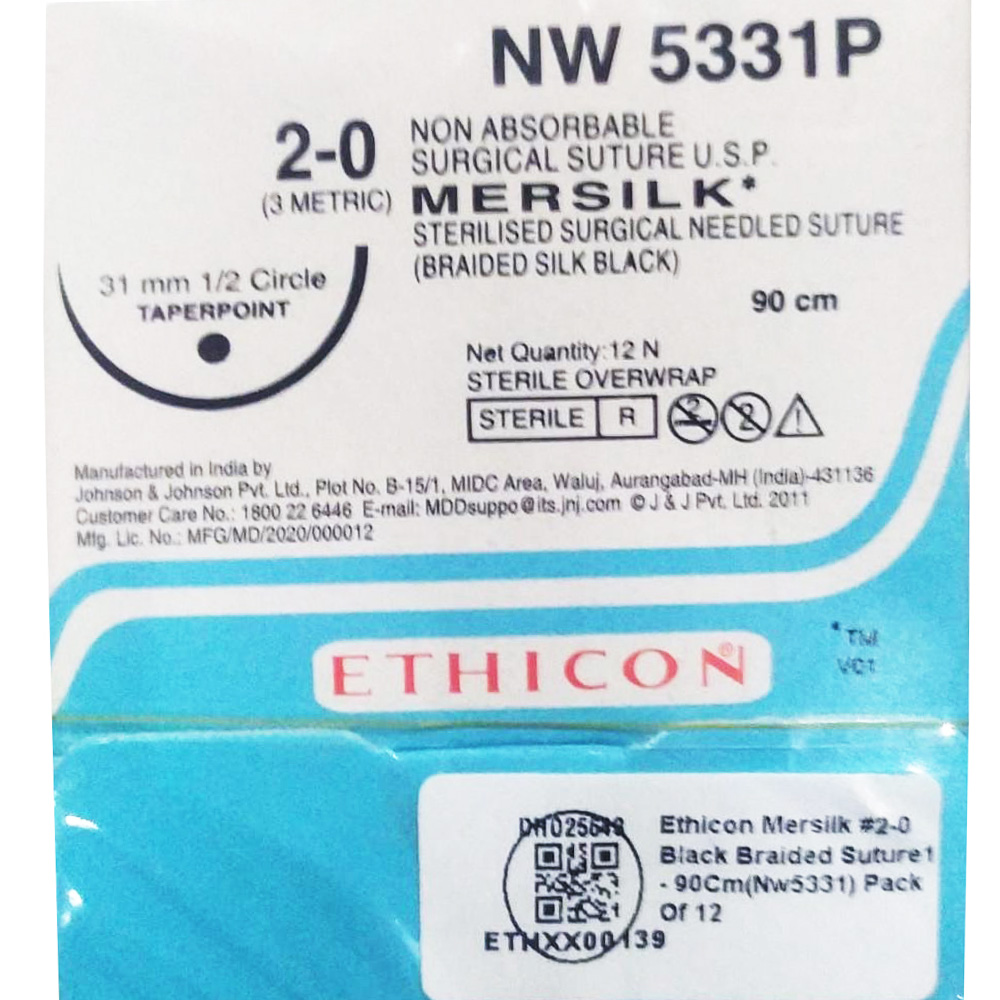 NW 5331P
2-0
(3 METRIC)
NON ABSORBABLE
SURGICAL SUTURE U.S.P.
MERSILK*
STERILISED SURGICAL NEEDLED SUTURE
(BRAIDED SILK BLACK)
31 mm 1/2 Circle
TAPERPOINT
90 cm
Net Quantity:12 N
STERILE OVERWRAP
STERILE R
Manufactured in India by
Johnson & Johnson Pvt. Ltd., Plot No. B-15/1, MIDC Area, Waluj, Aurangabad-MH (India)-431136
Customer Care No.: 1800 22 6446 E-mail: MDDsuppo@its.jnj.com © J & J Pvt. Ltd. 2011
Mfg. Lic. No.: MFG/MD/2020/000012
ETHICON®
*TM
Ethicon Mersilk #2-0
Black Braided Suture1
- 90Cm(Nw5331) Pack
Of 12
ETHXX00139